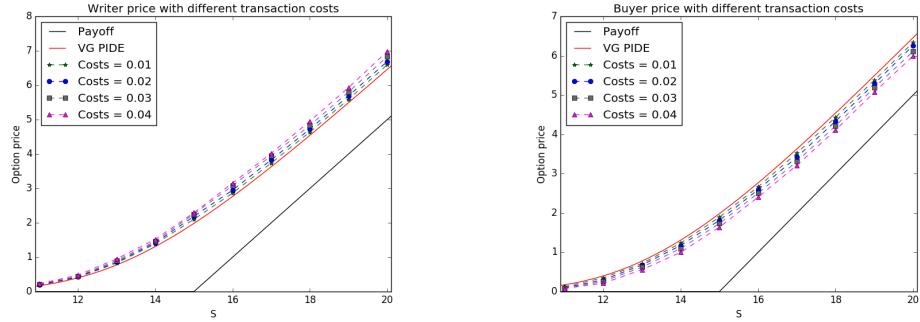 Writer price with different transaction costs
8
7
6
5
4
3
2
1
0
Option price
Payoff
VG PIDE
Costs = 0.01
Costs = 0.02
Costs = 0.03
Costs = 0.04
12
14
16
18
20
S
Buyer price with different transaction costs
7
6
5
4
3
2
1
0
Option price
Payoff
VG PIDE
Costs = 0.01
Costs = 0.02
Costs = 0.03
Costs = 0.04
12
14
16
18
20
S